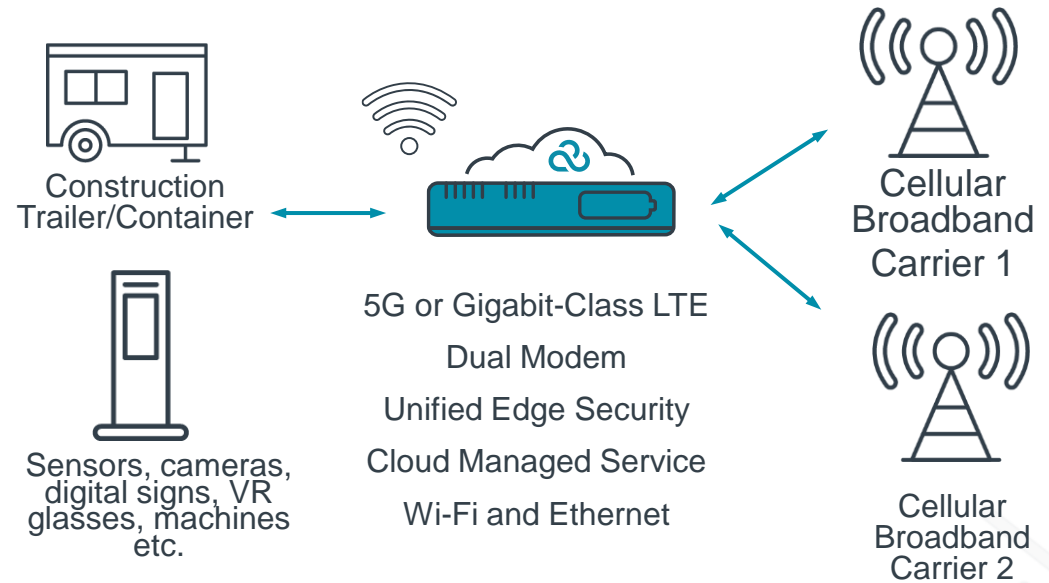 Construction
Trailer/Container
Sensors, cameras,
digital signs, VR
glasses, machines
etc.
5G or Gigabit-Class LTE
Dual Modem
Unified Edge Security
Cloud Managed Service
Wi-Fi and Ethernet
Cellular
Broadband
Carrier 1
Cellular
Broadband
Carrier 2